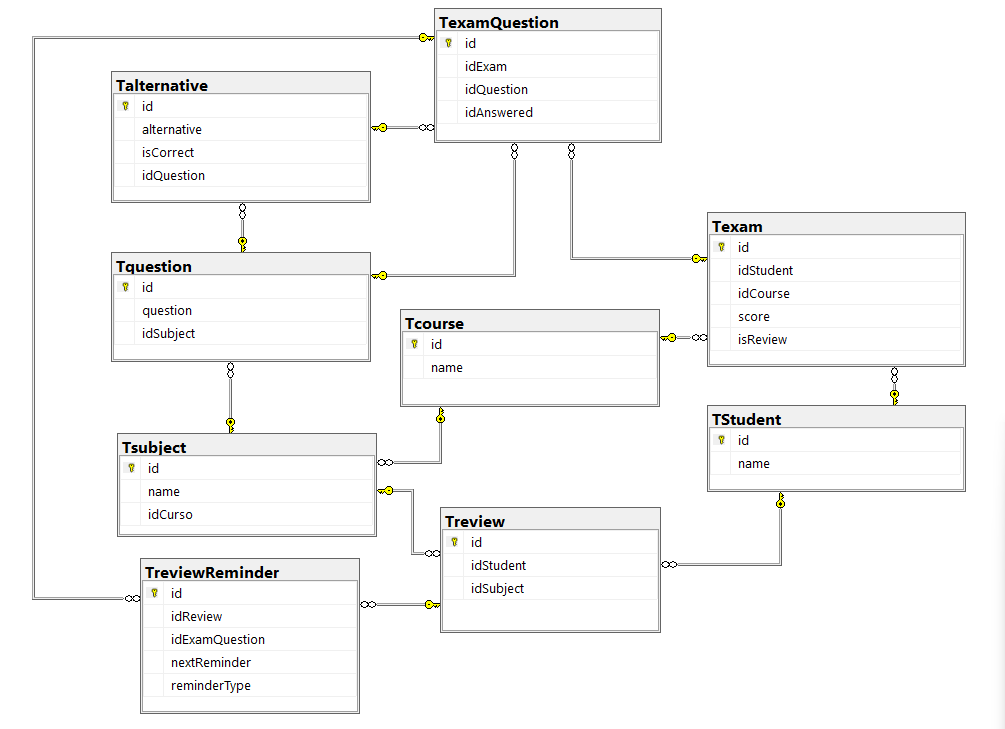 TexamQuestion
id
idExam
idQuestion
idAnswered
Talternative
id
alternative
isCorrect
idQuestion
Texam
id
idStudent
idCourse
score
isReview
Tquestion
id
question
idSubject
Tcourse
id
name
TStudent
id
name
Tsubject
id
name
idCurso
Treview
id
idStudent
idSubject
TreviewReminder
id
idReview
idExamQuestion
nextReminder
reminderType